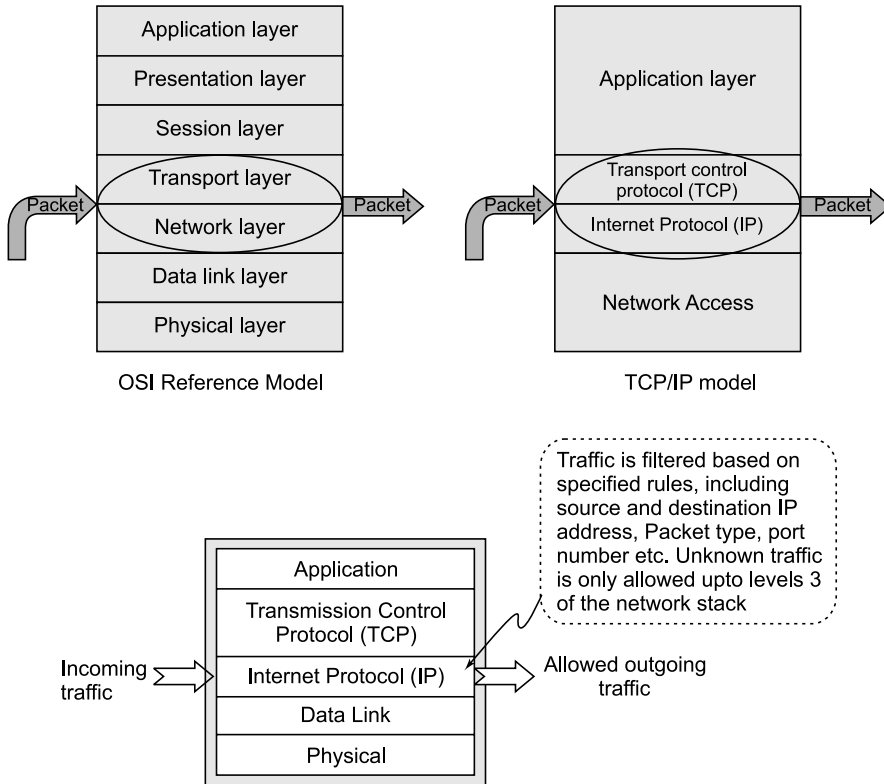 Application layer
Presentation layer
Session layer
Transport layer
Network layer
Data link layer
Physical layer
Packet
Packet
OSI Reference Model
Application layer
Transport control
protocol (TCP)
Internet Protocol (IP)
Network Access
Packet
Packet
TCP/IP model
Traffic is filtered based on
specified rules, including
source and destination IP
address, Packet type, port
number etc. Unknown traffic
is only allowed upto levels 3
of the network stack
Application
Transmission Control
Protocol (TCP)
Internet Protocol (IP)
Data Link
Physical
Incoming
traffic
Allowed outgoing
traffic